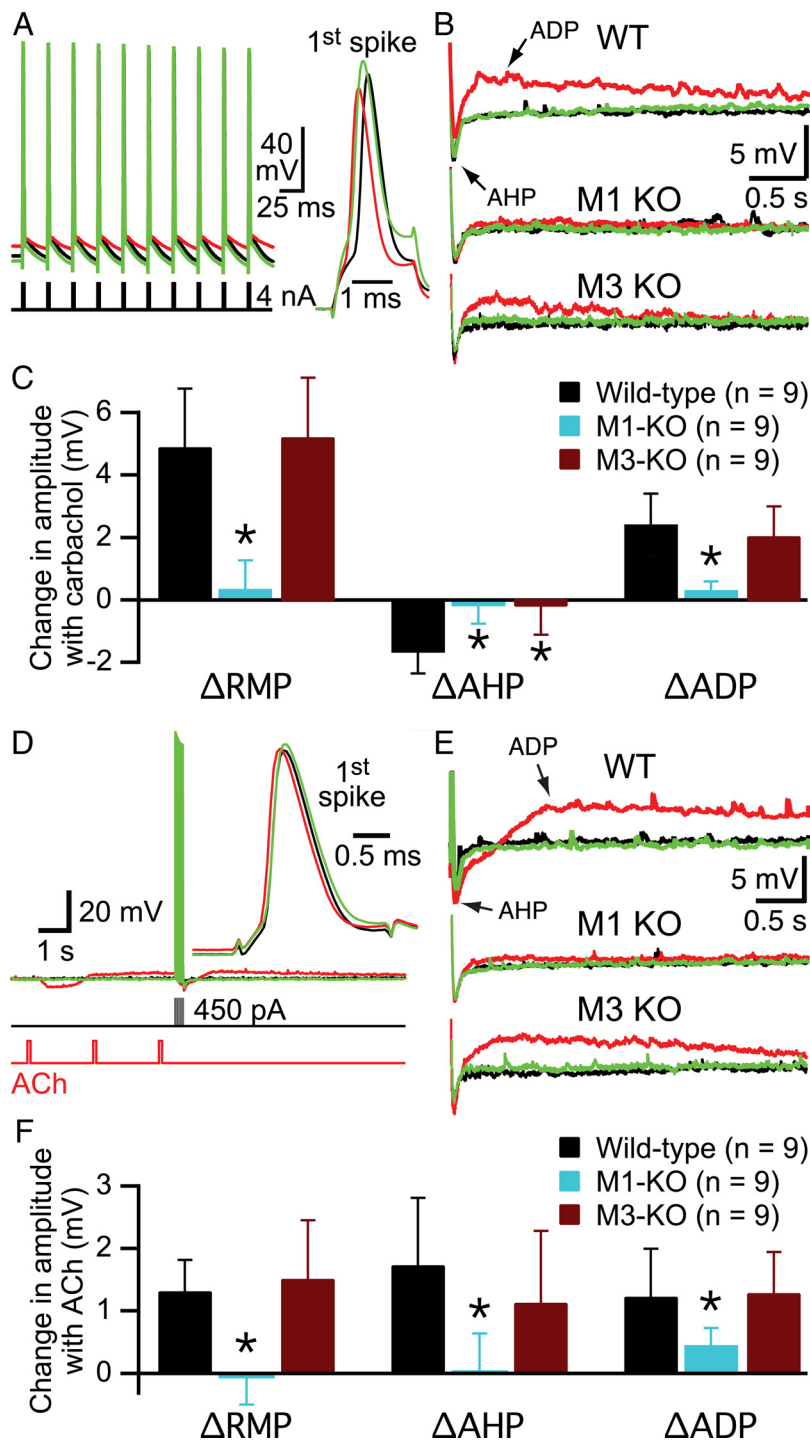 A
1st spike
40
mV
25 ms
4 nA
1 ms
B
ADP
WT
5 mV
0.5 s
AHP
M1 KO
M3 KO
C
Wild-type (n = 9)
M1-KO (n = 9)
M3-KO (n = 9)
Change in amplitude
with carbachol (mV)
6
4
2
0
-2
*
*
*
*
ΔRMP
ΔAHP
ΔADP
D
1st
spike
0.5 ms
20 mV
1 s
450 pA
ACh
E
ADP
WT
5 mV
0.5 s
AHP
M1 KO
M3 KO
F
Wild-type (n = 9)
M1-KO (n = 9)
M3-KO (n = 9)
Change in amplitude
with ACh (mV)
3
2
1
0
*
*
*
ΔRMP
ΔAHP
ΔADP